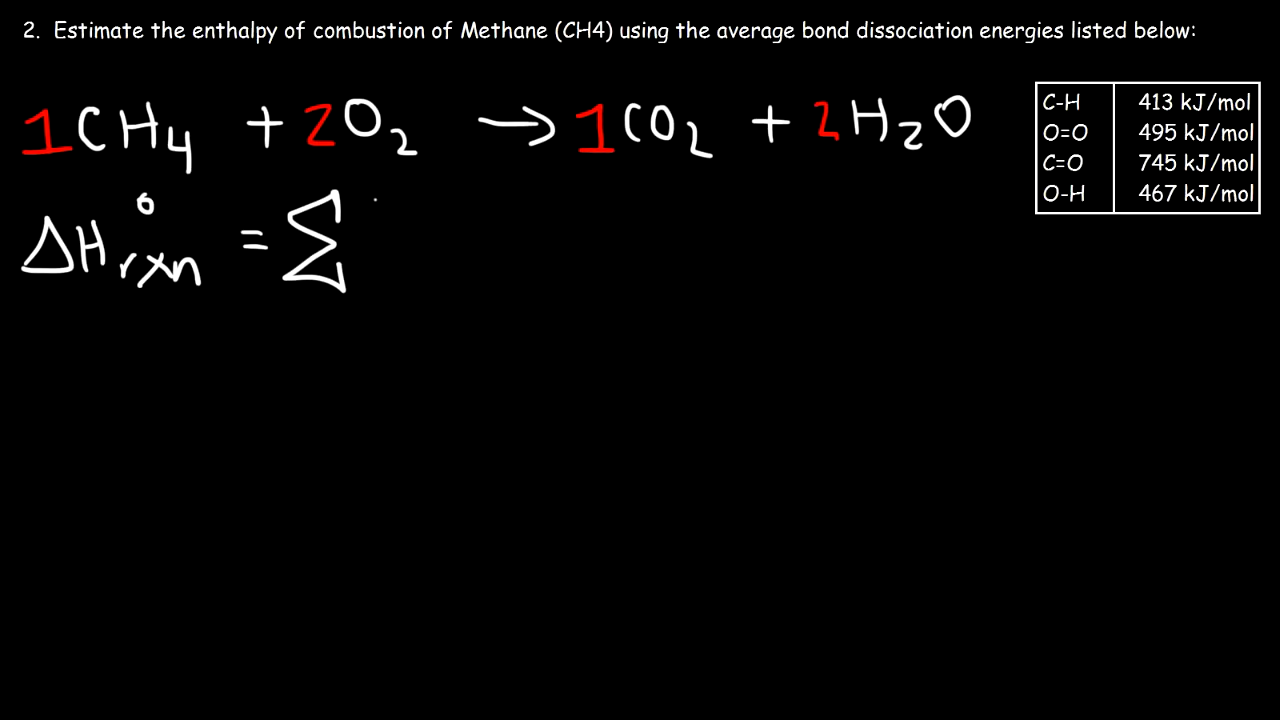 2. Estimate the enthalpy of combustion of Methane (CH4) using the average bond dissociation energies listed below:
1CH₄ + 2O₂ → 1CO₂ + 2H₂O
C-H 413 kJ/mol
O=O 495 kJ/mol
C=O 745 kJ/mol
O-H 467 kJ/mol
ΔH°rxn = Σ